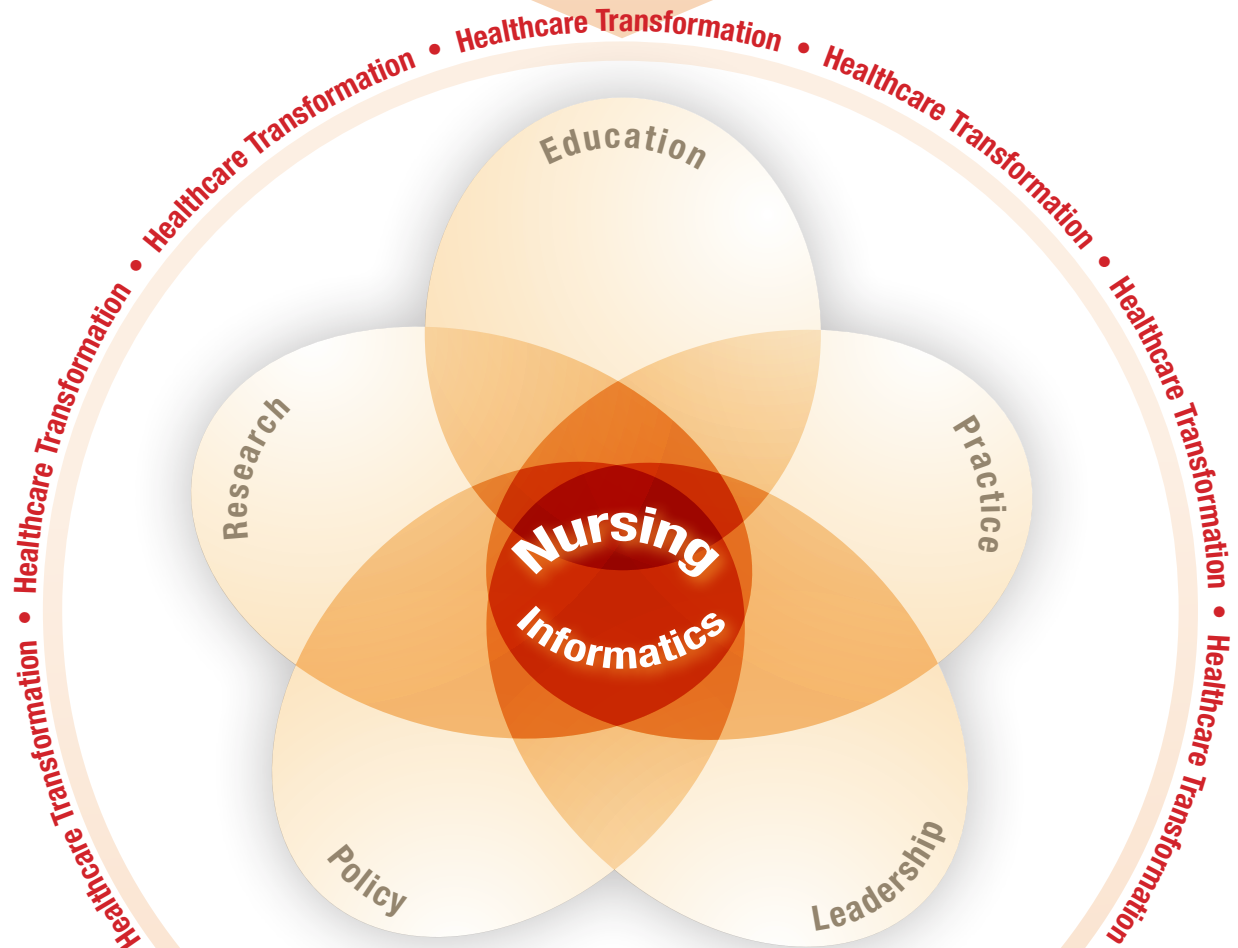 Healthcare Transformation • Healthcare Transformation • Healthcare Transformation • Healthcare Transformation • Healthcare Transformation • Healthcare Transformation • Healthcare Transformation
Education
Research
Practice
Nursing
Informatics
Policy
Leadership